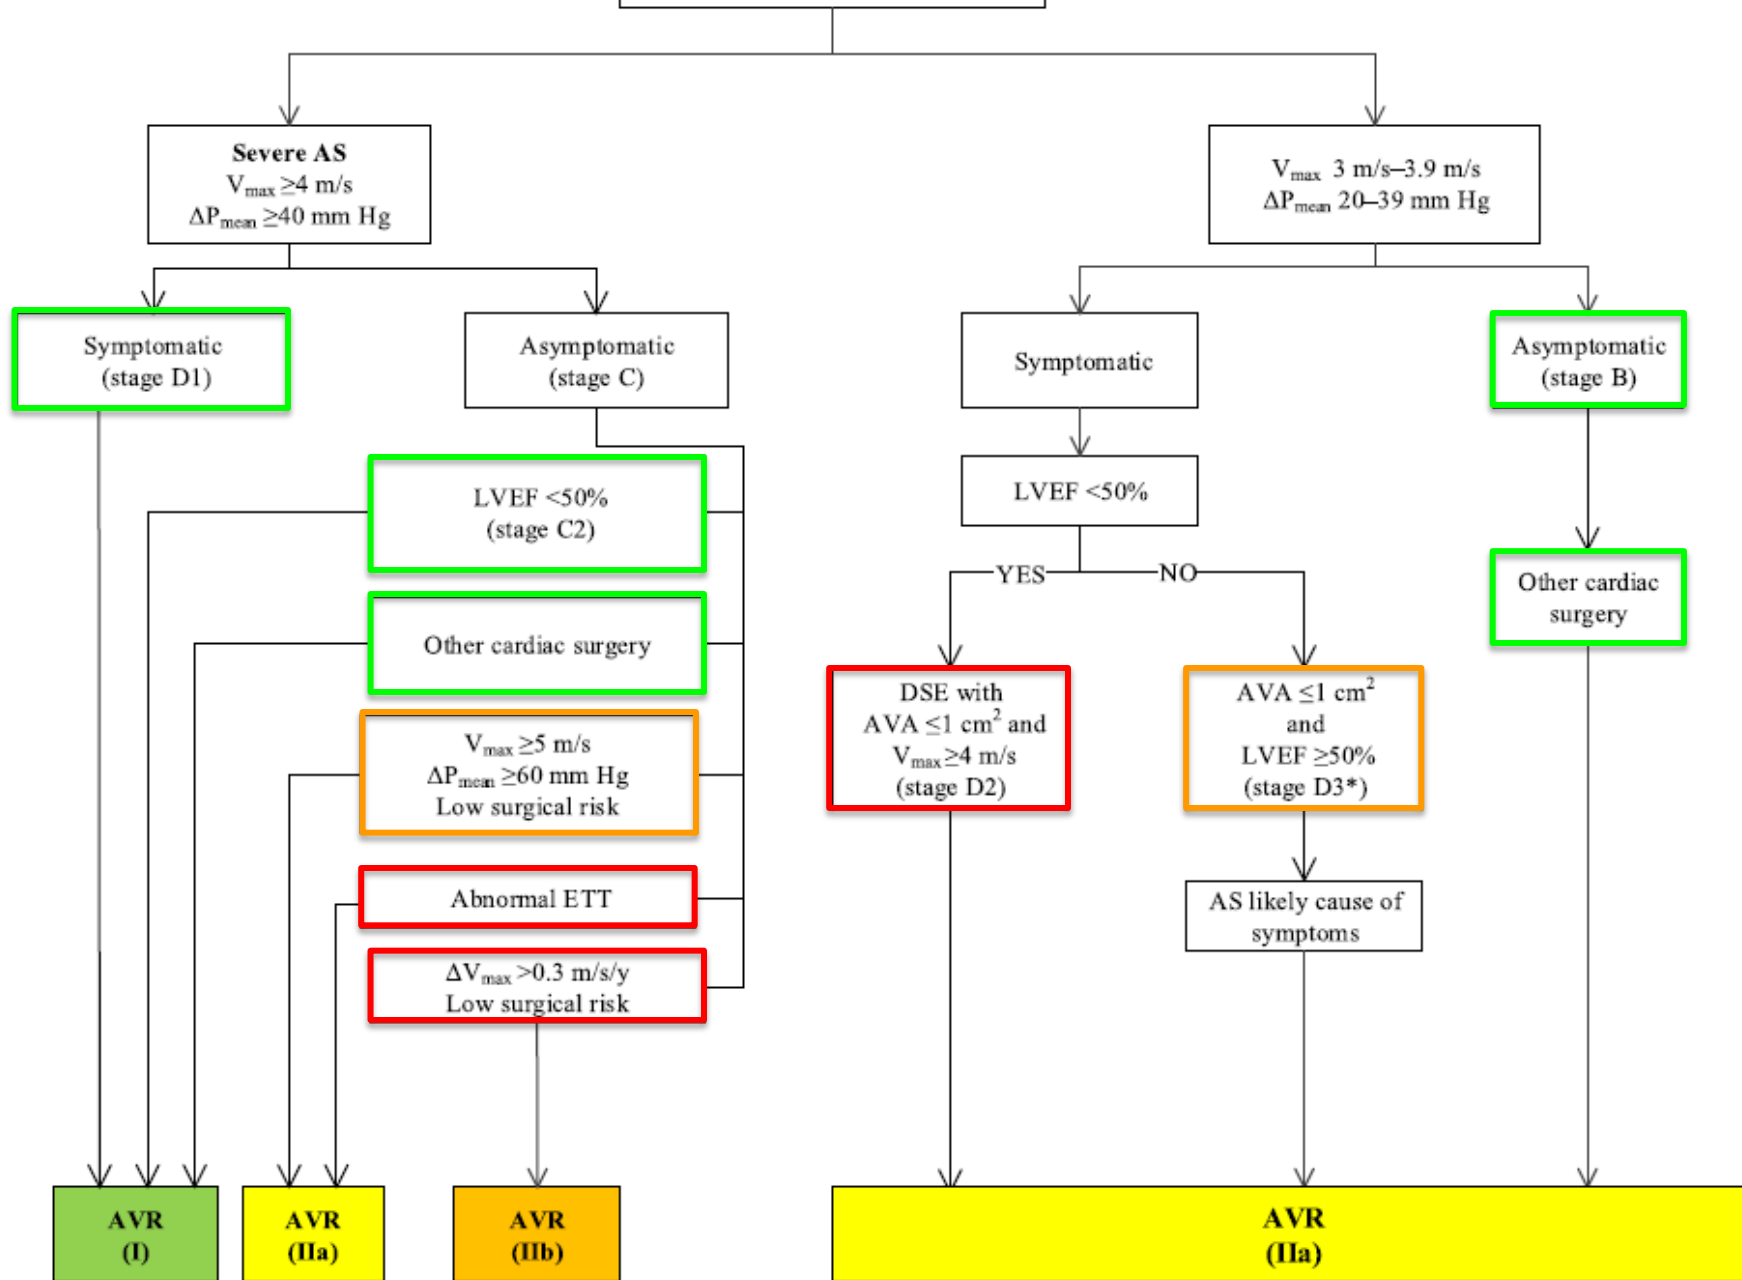 Severe AS
Vmax ≥4 m/s
ΔPmean ≥40 mm Hg
Vmax 3 m/s–3.9 m/s
ΔPmean 20–39 mm Hg
Symptomatic
(stage D1)
Asymptomatic
(stage C)
Symptomatic
Asymptomatic
(stage B)
LVEF <50%
(stage C2)
LVEF <50%
YES
NO
Other cardiac surgery
Other cardiac
surgery
Vmax ≥5 m/s
ΔPmean ≥60 mm Hg
Low surgical risk
DSE with
AVA ≤1 cm² and
Vmax ≥4 m/s
(stage D2)
AVA ≤1 cm²
and
LVEF ≥50%
(stage D3*)
Abnormal ETT
AS likely cause of
symptoms
ΔVmax >0.3 m/s/y
Low surgical risk
AVR
(I)
AVR
(IIa)
AVR
(IIb)
AVR
(IIa)